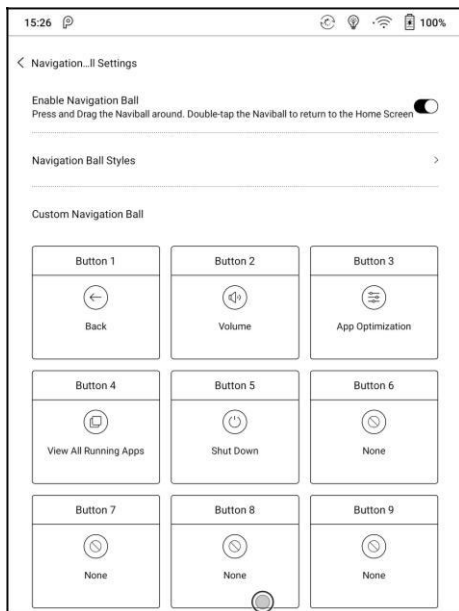 15:26 100%
Navigation...ll Settings
Enable Navigation Ball
Press and Drag the Naviball around. Double-tap the Naviball to return to the Home Screen
Navigation Ball Styles
Custom Navigation Ball
Button 1 Button 2 Button 3
Back Volume App Optimization
Button 4 Button 5 Button 6
View All Running Apps Shut Down None
Button 7 Button 8 Button 9
None None None